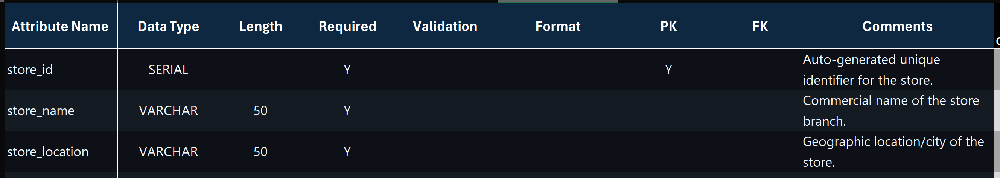 Attribute Name Data Type Length Required Validation Format PK FK Comments
store_id SERIAL Y Y Auto-generated unique
identifier for the store.
store_name VARCHAR 50 Y Commercial name of the store
branch.
store_location VARCHAR 50 Y Geographic location/city of the
store.